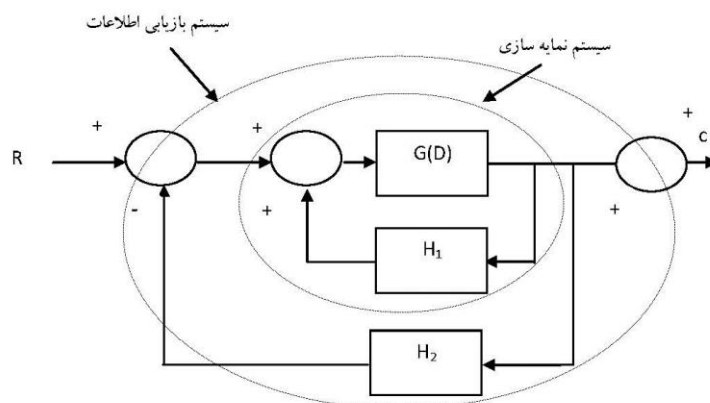 سیستم بازیابی اطلاعات
سیستم نمایه سازی
+
+
+
R
G(D)
c
-
+
+
H₁
H₂